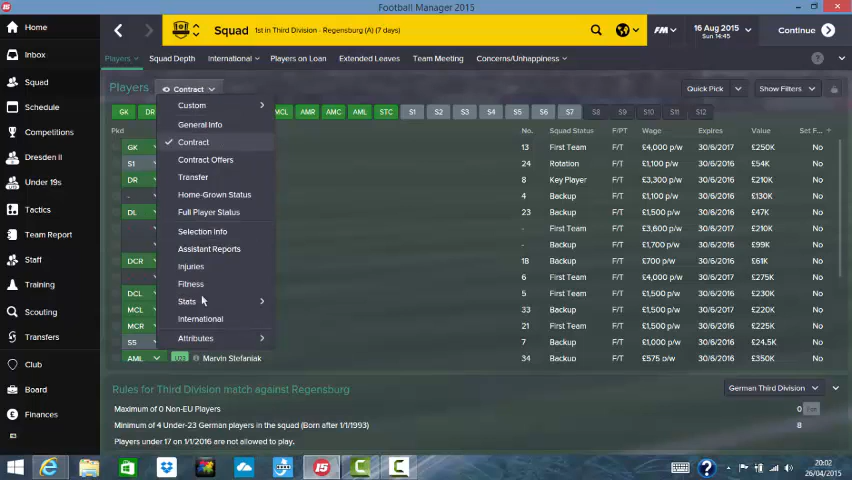 Football Manager 2015
Home
Squad
1st in Third Division - Regensburg (A) (7 days)
FM
16 Aug 2015
Sun 14:45
Continue
Inbox
Players
Squad Depth
International
Players on Loan
Extended Leaves
Team Meeting
Concerns/Unhappiness
?
Squad
Players
Contract
Quick Pick
Show Filters
Schedule
GK DR MCL AMR AMC AML STC S1 S2 S3 S4 S5 S6 S7 S8 S9 S10 S11 S12
Competitions
Dresden II
Under 19s
Tactics
Team Report
Staff
Training
Scouting
Transfers
Club
Board
Finances
Custom
General Info
Contract
Contract Offers
Transfer
Home-Grown Status
Full Player Status
Selection Info
Assistant Reports
Injuries
Fitness
Stats
International
Attributes
Pkd No. Squad Status F/PT Wage Expires Value Set F...
GK 13 First Team F/T £4,000 p/w 30/6/2017 £250K No
S1 24 Rotation F/T £1,100 p/w 30/6/2016 £54K No
DR 8 Key Player F/T £3,300 p/w 30/6/2016 £210K No
- 4 Backup F/T £1,100 p/w 30/6/2016 £130K No
DL 23 Backup F/T £1,500 p/w 30/6/2016 £47K No
- First Team F/T £3,600 p/w 30/6/2017 £210K No
- Backup F/T £1,700 p/w 30/6/2016 £99K No
DCR 18 Backup F/T £700 p/w 30/6/2016 £61K No
6 First Team F/T £4,000 p/w 30/6/2016 £275K No
DCL 5 First Team F/T £1,500 p/w 30/6/2016 £30K No
MCL 33 Backup F/T £1,500 p/w 30/6/2016 £210K No
MCR 21 First Team F/T £1,500 p/w 30/6/2016 £225K No
S5 7 Backup F/T £1,000 p/w 30/6/2016 £24.5K No
AML U23 Marvin Stefaniak 34 Backup F/T £575 p/w 30/6/2016 £350K No
Rules for Third Division match against Regensburg
German Third Division
Maximum of 0 Non-EU Players 0
Minimum of 4 Under-23 German players in the squad (Born after 1/1/1993) 8
Players under 17 on 1/1/2016 are not allowed to play.
15
20:02
26/04/2015